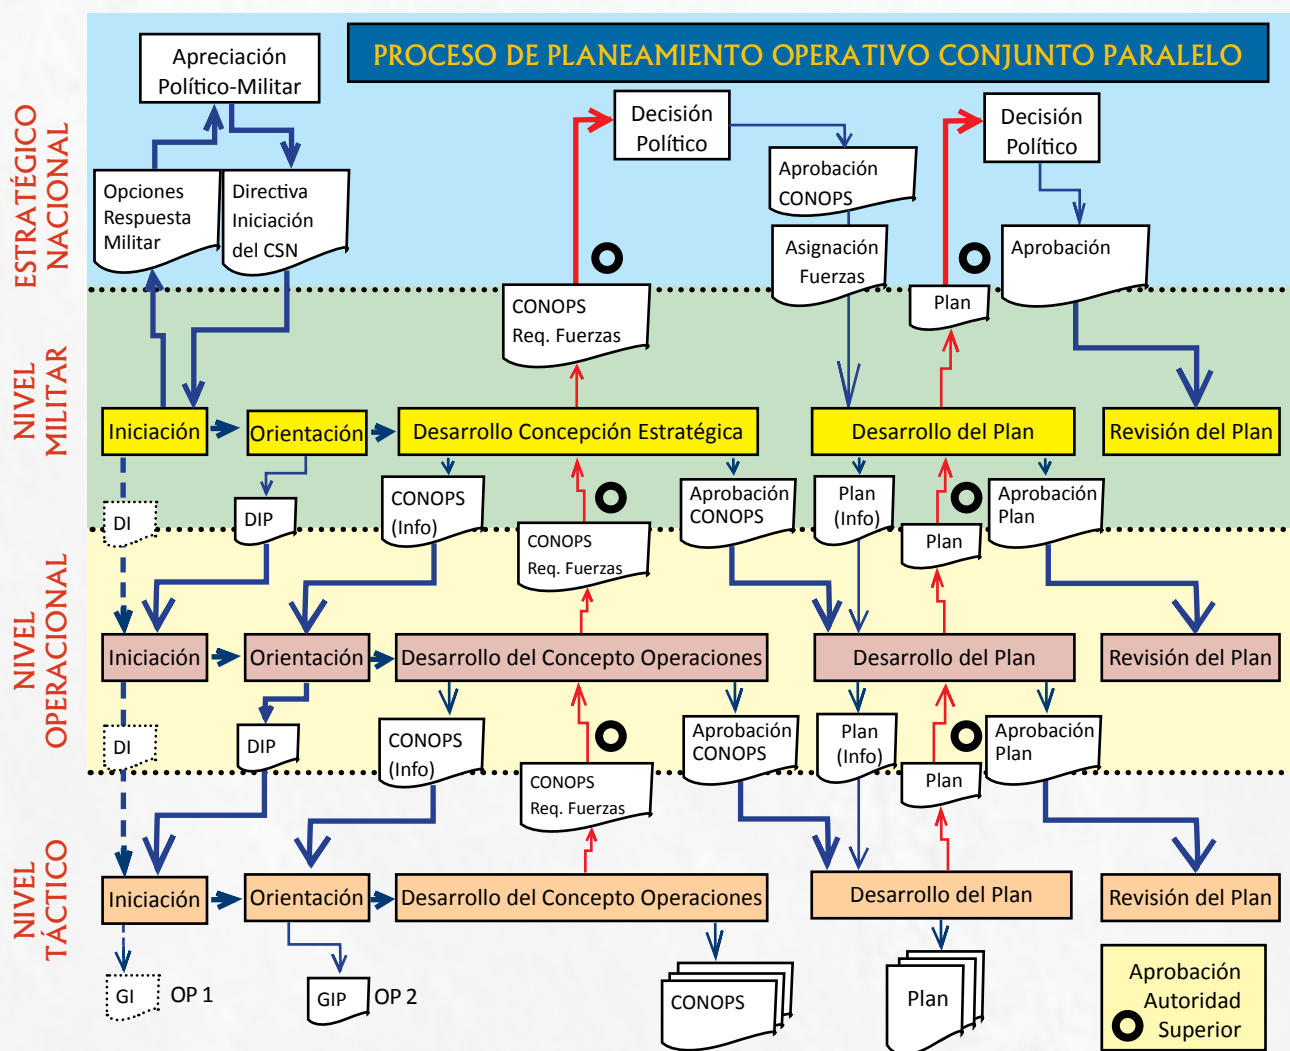 PROCESO DE PLANEAMIENTO OPERATIVO CONJUNTO PARALELO
ESTRATÉGICO
NACIONAL
Apreciación
Político-Militar
Opciones
Respuesta
Militar
Directiva
Iniciación
del CSN
Decisión
Político
Aprobación
CONOPS
Asignación
Fuerzas
Decisión
Político
Aprobación
NIVEL
MILITAR
CONOPS
Req. Fuerzas
Plan
Iniciación
Orientación
Desarrollo Concepción Estratégica
Desarrollo del Plan
Revisión del Plan
DI
DIP
CONOPS
(Info)
Aprobación
CONOPS
Plan
(Info)
Aprobación
Plan
NIVEL
OPERACIONAL
CONOPS
Req. Fuerzas
Plan
Iniciación
Orientación
Desarrollo del Concepto Operaciones
Desarrollo del Plan
Revisión del Plan
DI
DIP
CONOPS
(Info)
Aprobación
CONOPS
Plan
(Info)
Aprobación
Plan
NIVEL
TÁCTICO
CONOPS
Req. Fuerzas
Plan
Iniciación
Orientación
Desarrollo del Concepto Operaciones
Desarrollo del Plan
Revisión del Plan
GI
OP 1
GIP
OP 2
CONOPS
Plan
Aprobación
Autoridad
Superior